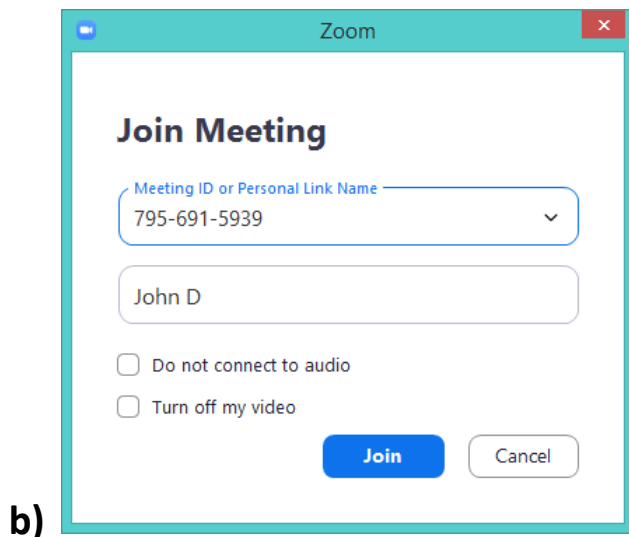 Zoom
Join Meeting
Meeting ID or Personal Link Name
795-691-5939
John D
Do not connect to audio
Turn off my video
Join Cancel
b)